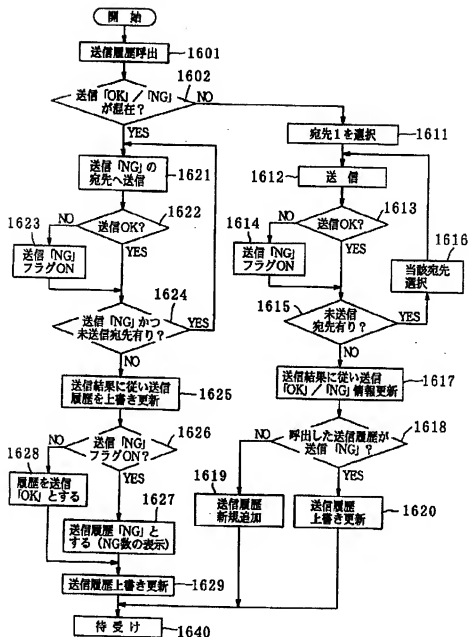 開始
送信履歴呼出
1601
1602
送信「OK」/「NG」
が混在?
NO
YES
宛先1を選択
1611
送信「NG」の
宛先へ送信
1621
1612
送信
1622
送信OK?
1623
NO
YES
送信「NG」
フラグON
1613
送信OK?
1614
NO
YES
送信「NG」
フラグON
1616
当該宛先
選択
1624
送信「NG」かつ
未送信宛先有り?
YES
NO
1615
未送信
宛先有り?
YES
NO
送信結果に従い送信
履歴を上書き更新
1625
送信結果に従い送信
「OK」/「NG」情報更新
1617
送信「NG」
フラグON?
1626
NO
YES
1628
履歴を送信
「OK」とする
1627
送信履歴「NG」と
する(NG数の表示)
呼出した送信履歴が
送信「NG」?
1618
NO
YES
1619
送信履歴
新規追加
送信履歴
上書き更新
1620
送信履歴上書き更新
1629
待受け
1640